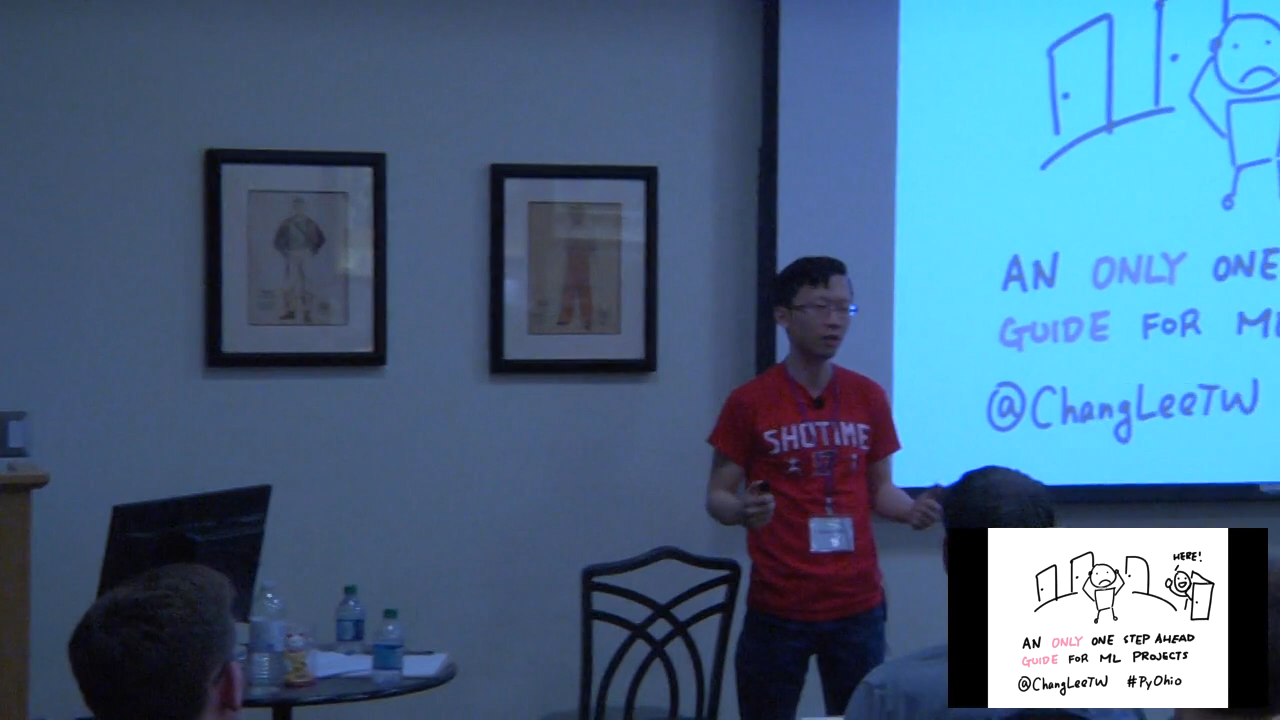 AN ONLY ONE
GUIDE FOR ML
@ChangLeeTW
SHOTIME
HERE!
AN ONLY ONE STEP AHEAD
GUIDE FOR ML PROJECTS
@ChangLeeTW #PyOhio